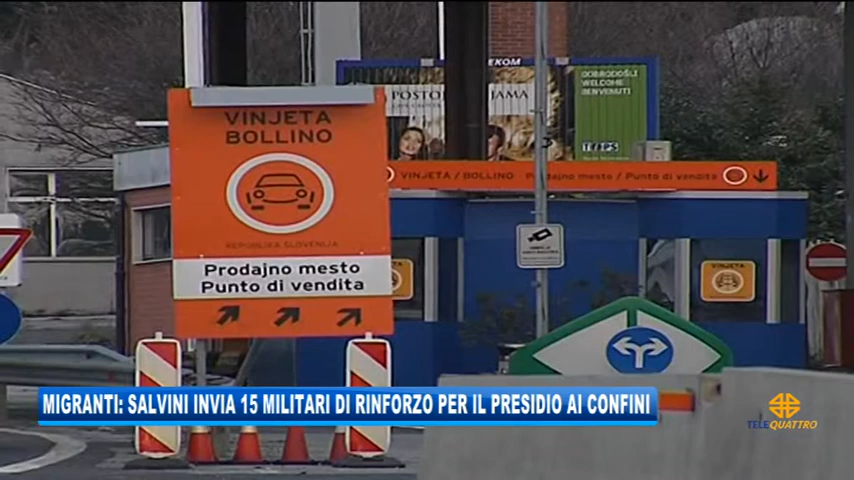 EKOM
DOBRODOŠLI
WELCOME
BENVENUTI
POSTO JAMA
VINJETA
BOLLINO
REPUBLIKA SLOVENIJA
Prodajno mesto
Punto di vendita
VINJETA / BOLLINO Prodajno mesto / Punto di vendita
VINJETA
MIGRANTI: SALVINI INVIA 15 MILITARI DI RINFORZO PER IL PRESIDIO AI CONFINI
TELEQUATTRO